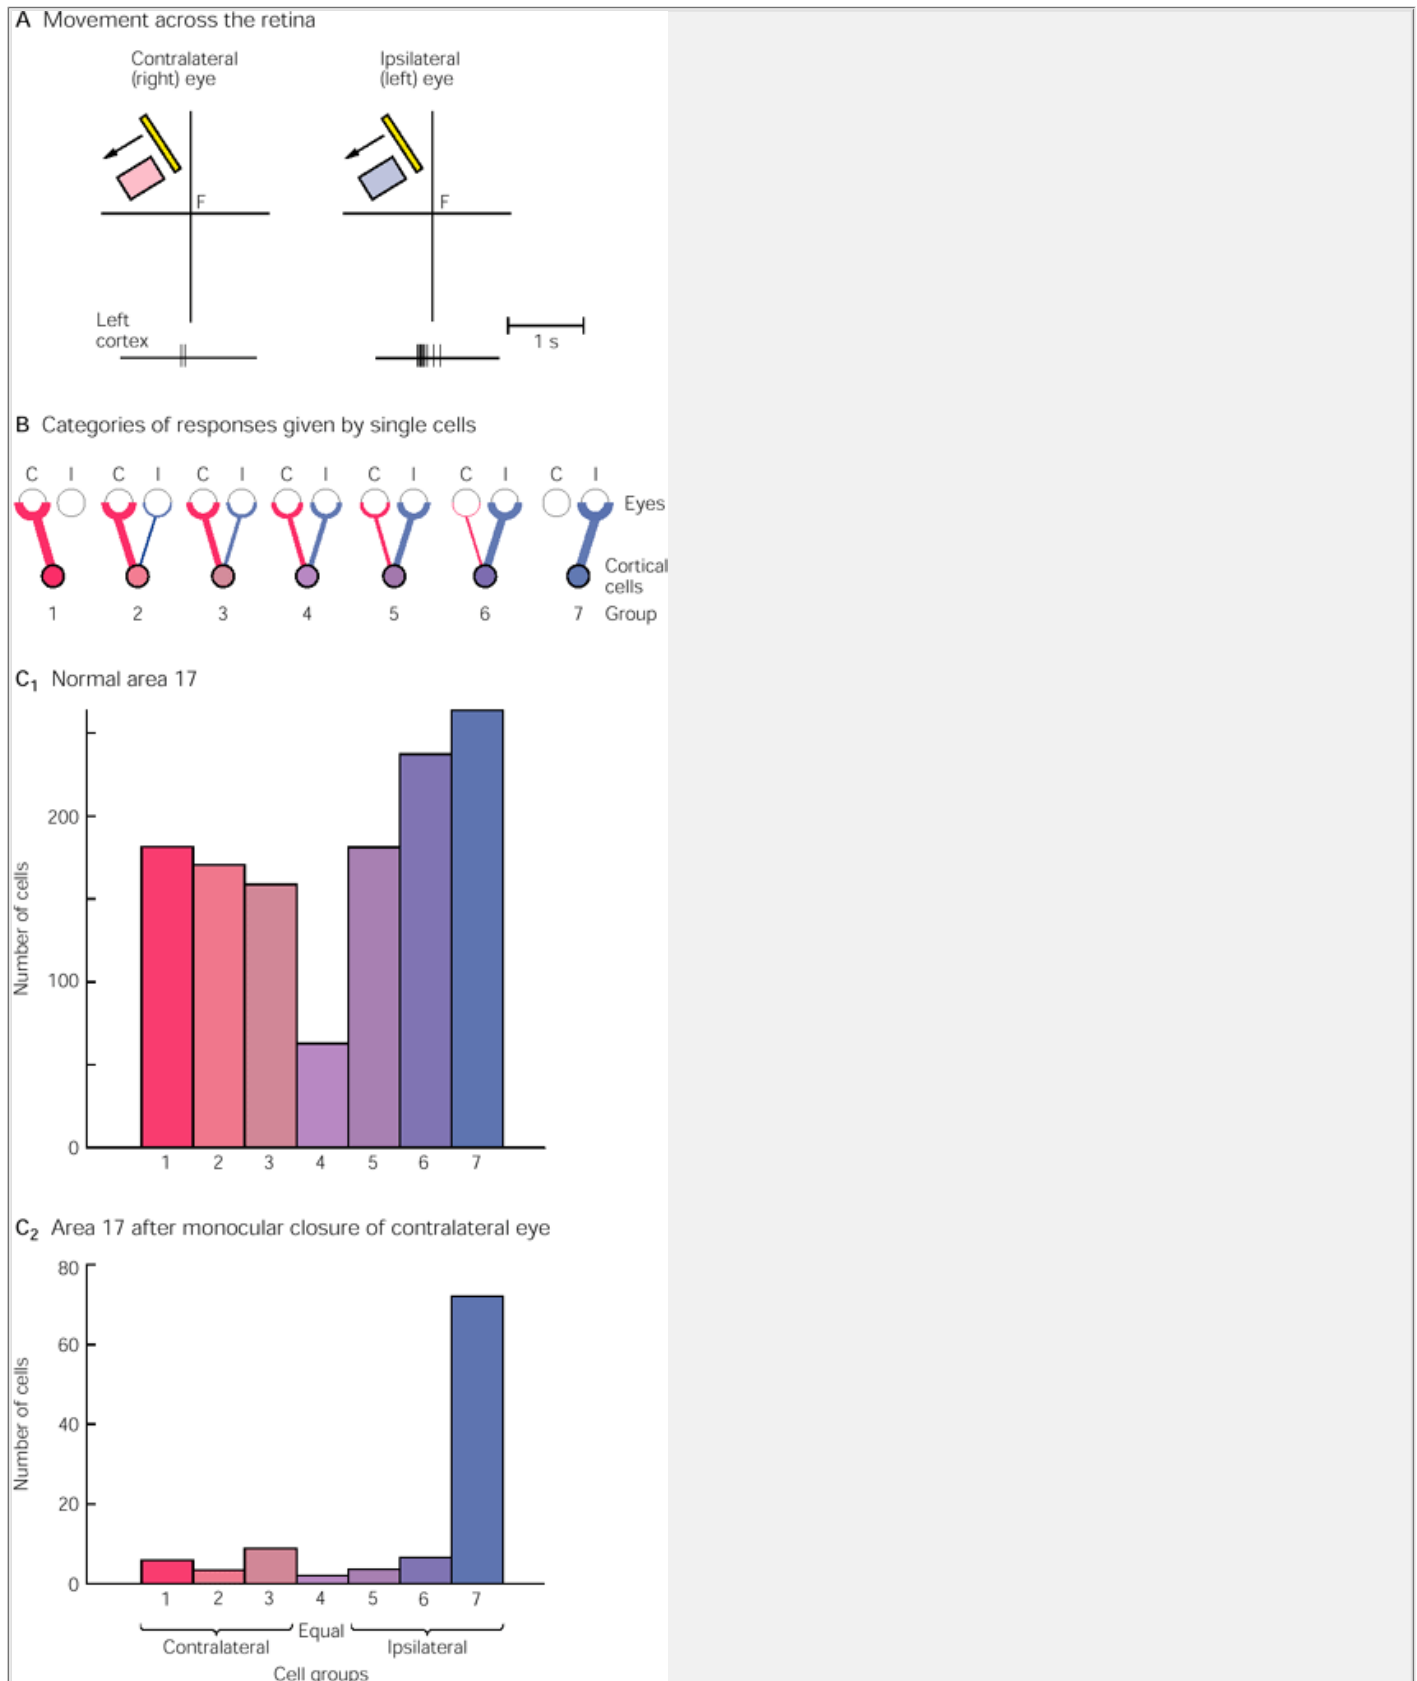 A Movement across the retina
Contralateral
(right) eye
Ipsilateral
(left) eye
F
F
Left
cortex
1 s
B Categories of responses given by single cells
C I C I C I C I C I C I C I
Eyes
Cortical
cells
1 2 3 4 5 6 7 Group
C1 Normal area 17
Number of cells
200
100
0
1 2 3 4 5 6 7
C2 Area 17 after monocular closure of contralateral eye
Number of cells
80
60
40
20
0
1 2 3 4 5 6 7
Contralateral Equal Ipsilateral
Cell groups